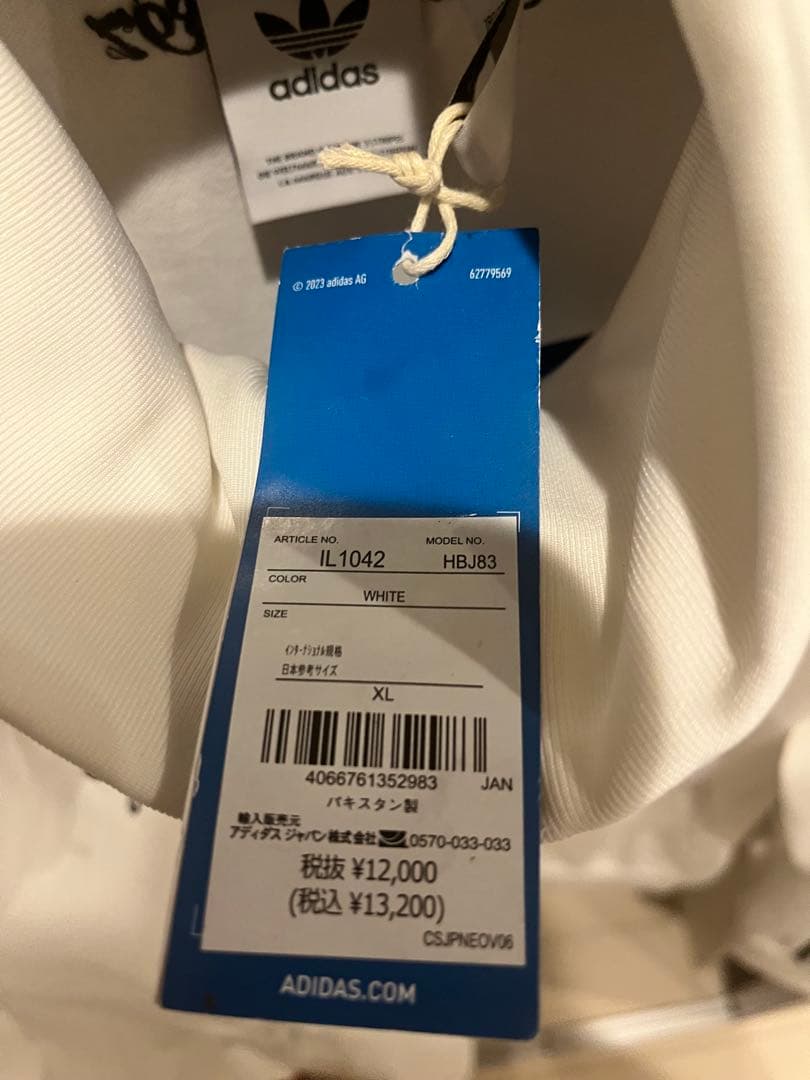 adidas
© 2023 adidas AG
62779569
ARTICLE NO. MODEL NO.
IL1042 HBJ83
COLOR
WHITE
SIZE
ｲﾝﾀｰﾅｼｮﾅﾙ規格
日本参考サイズ
XL
4066761352983 JAN
パキスタン製
輸入販売元
アディダス ジャパン株式会社 0570-033-033
税抜 ¥12,000
(税込 ¥13,200)
CSJPNEOV06
ADIDAS.COM